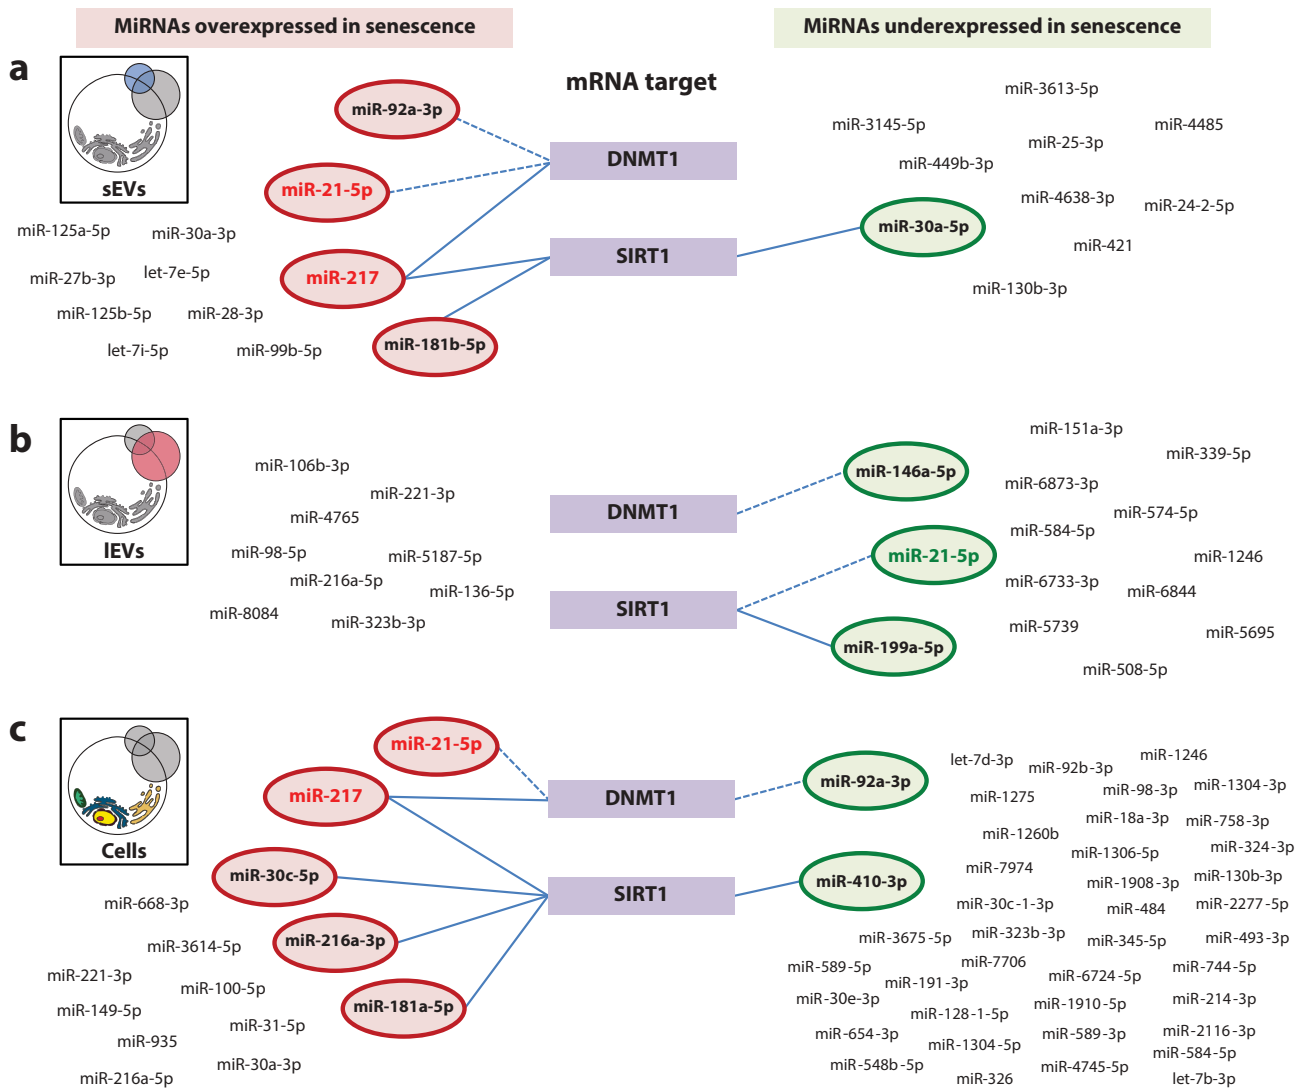 MiRNAs overexpressed in senescence
MiRNAs underexpressed in senescence
a
sEVs
mRNA target
miR-92a-3p
miR-21-5p
miR-217
miR-181b-5p
miR-125a-5p
miR-30a-3p
miR-27b-3p
let-7e-5p
miR-125b-5p
miR-28-3p
let-7i-5p
miR-99b-5p
DNMT1
SIRT1
miR-30a-5p
miR-3613-5p
miR-3145-5p
miR-4485
miR-25-3p
miR-449b-3p
miR-4638-3p
miR-24-2-5p
miR-421
miR-130b-3p
b
lEVs
miR-106b-3p
miR-221-3p
miR-4765
miR-98-5p
miR-5187-5p
miR-216a-5p
miR-136-5p
miR-8084
miR-323b-3p
DNMT1
SIRT1
miR-146a-5p
miR-21-5p
miR-199a-5p
miR-151a-3p
miR-339-5p
miR-6873-3p
miR-574-5p
miR-584-5p
miR-1246
miR-6733-3p
miR-6844
miR-5739
miR-5695
miR-508-5p
c
Cells
miR-21-5p
miR-217
miR-30c-5p
miR-216a-3p
miR-181a-5p
miR-668-3p
miR-3614-5p
miR-221-3p
miR-100-5p
miR-149-5p
miR-31-5p
miR-935
miR-30a-3p
miR-216a-5p
DNMT1
SIRT1
miR-92a-3p
miR-410-3p
let-7d-3p
miR-92b-3p
miR-1246
miR-1275
miR-98-3p
miR-1304-3p
miR-18a-3p
miR-758-3p
miR-1260b
miR-1306-5p
miR-324-3p
miR-7974
miR-1908-3p
miR-130b-3p
miR-30c-1-3p
miR-484
miR-2277-5p
miR-3675-5p
miR-323b-3p
miR-345-5p
miR-493-3p
miR-589-5p
miR-7706
miR-191-3p
miR-6724-5p
miR-744-5p
miR-30e-3p
miR-128-1-5p
miR-1910-5p
miR-214-3p
miR-654-3p
miR-1304-5p
miR-589-3p
miR-2116-3p
miR-548b-5p
miR-326
miR-4745-5p
miR-584-5p
let-7b-3p